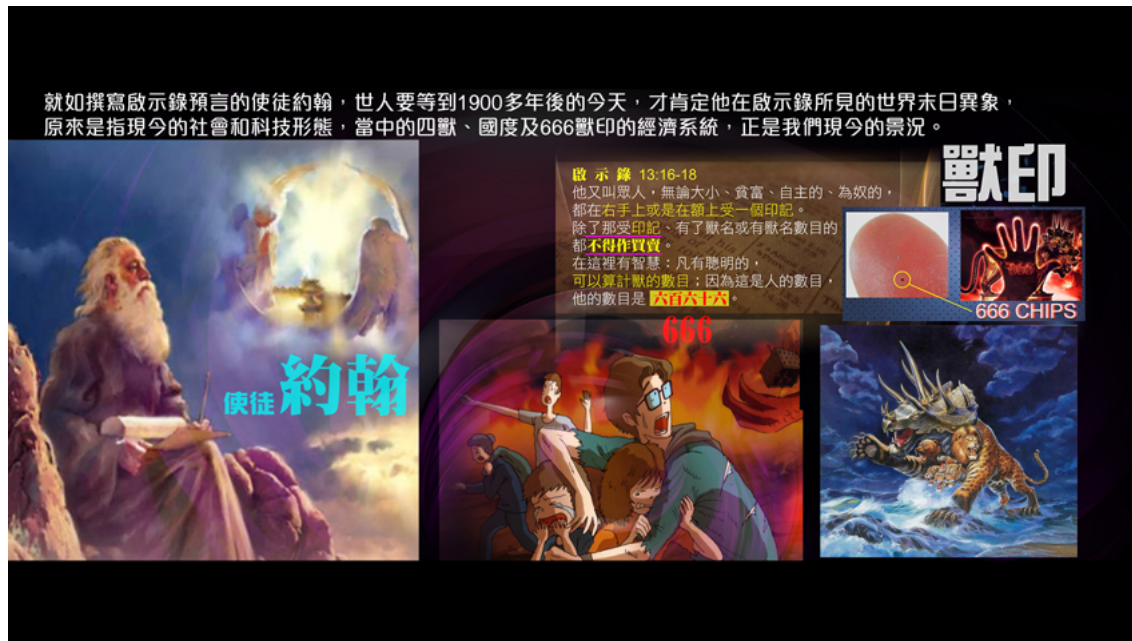 就如撰寫啟示錄預言的使徒約翰，世人要等到1900多年後的今天，才肯定他在啟示錄所見的世界末日異象，
原來是指現今的社會和科技形態，當中的四獸、國度及666獸印的經濟系統，正是我們現今的景況。
使徒約翰
啟示錄 13:16-18
他又叫眾人，無論大小、貧富、自主的、為奴的，
都在右手上或是在額上受一個印記。
除了那受印記、有了獸名或有獸名數目的
都不得作買賣。
在這裡有智慧：凡有聰明的，
可以算計獸的數目；因為這是人的數目，
他的數目是 六百六十六。
666
獸印
666 CHIPS